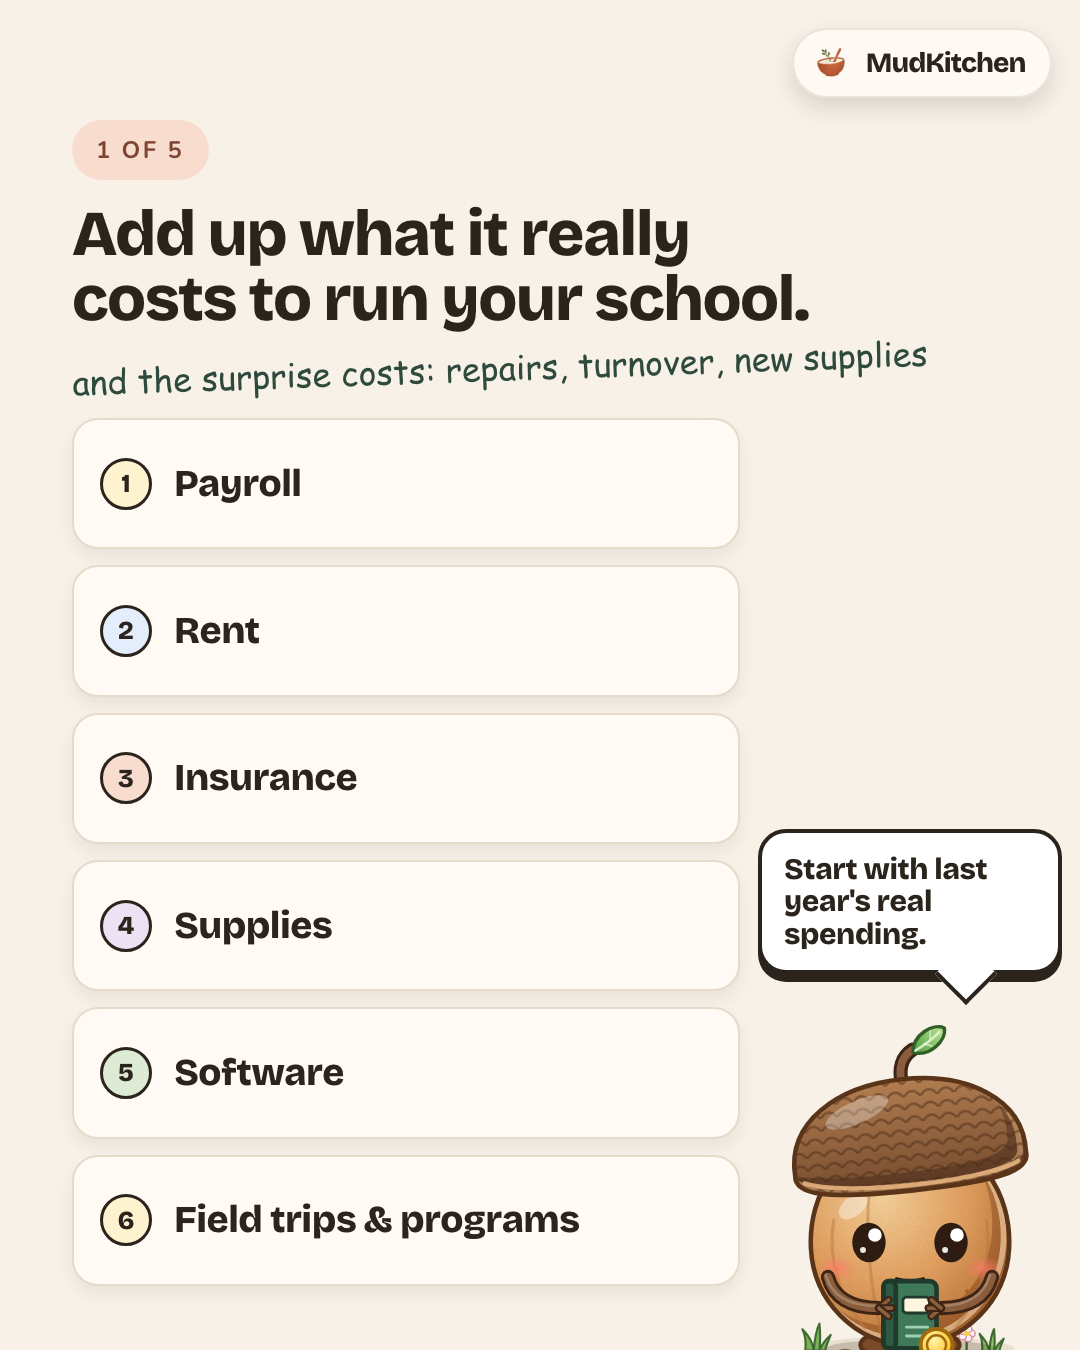 MudKitchen
1 OF 5
Add up what it really
costs to run your school.
and the surprise costs: repairs, turnover, new supplies
1 Payroll
2 Rent
3 Insurance
4 Supplies
5 Software
6 Field trips & programs
Start with last
year's real
spending.